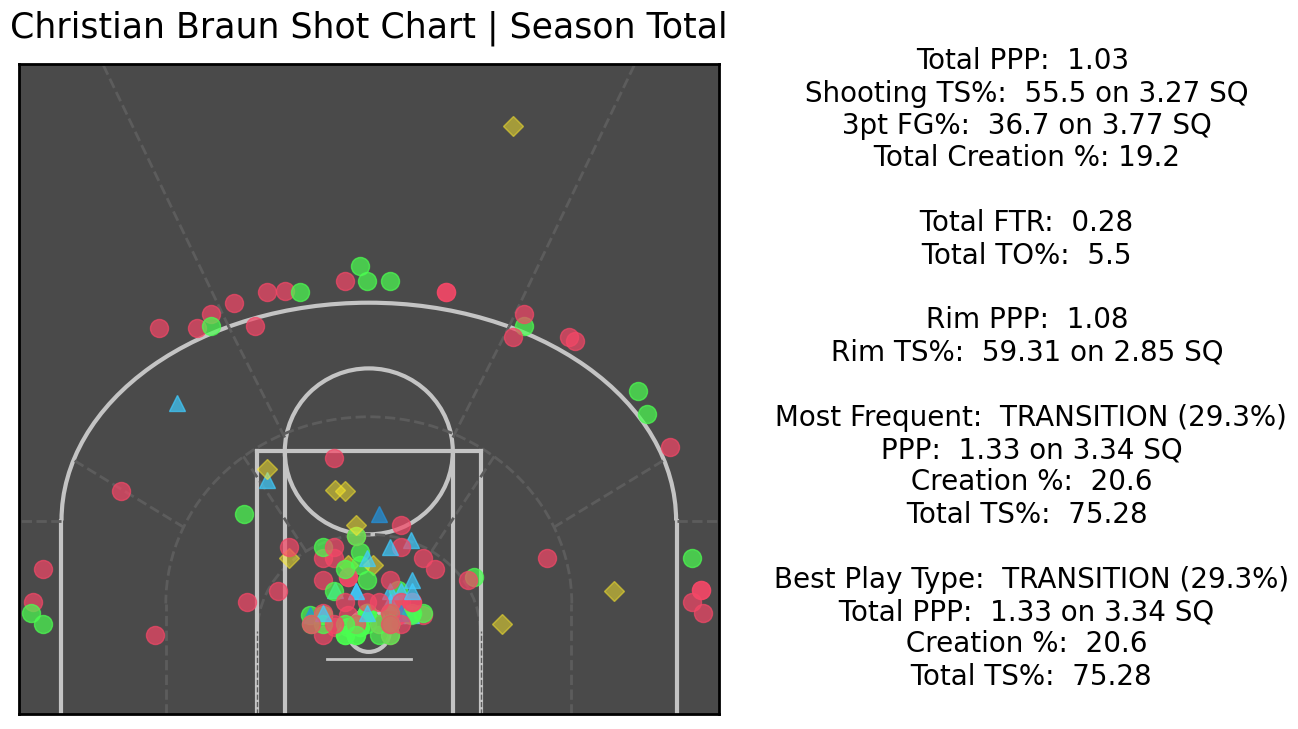 Christian Braun Shot Chart | Season Total
Total PPP: 1.03
Shooting TS%: 55.5 on 3.27 SQ
3pt FG%: 36.7 on 3.77 SQ
Total Creation %: 19.2
Total FTR: 0.28
Total TO%: 5.5
Rim PPP: 1.08
Rim TS%: 59.31 on 2.85 SQ
Most Frequent: TRANSITION (29.3%)
PPP: 1.33 on 3.34 SQ
Creation %: 20.6
Total TS%: 75.28
Best Play Type: TRANSITION (29.3%)
Total PPP: 1.33 on 3.34 SQ
Creation %: 20.6
Total TS%: 75.28